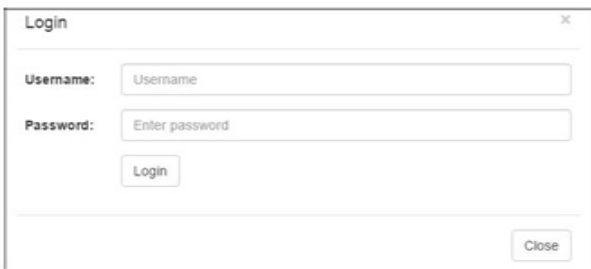 Login ×
Username: Username
Password: Enter password
Login
Close